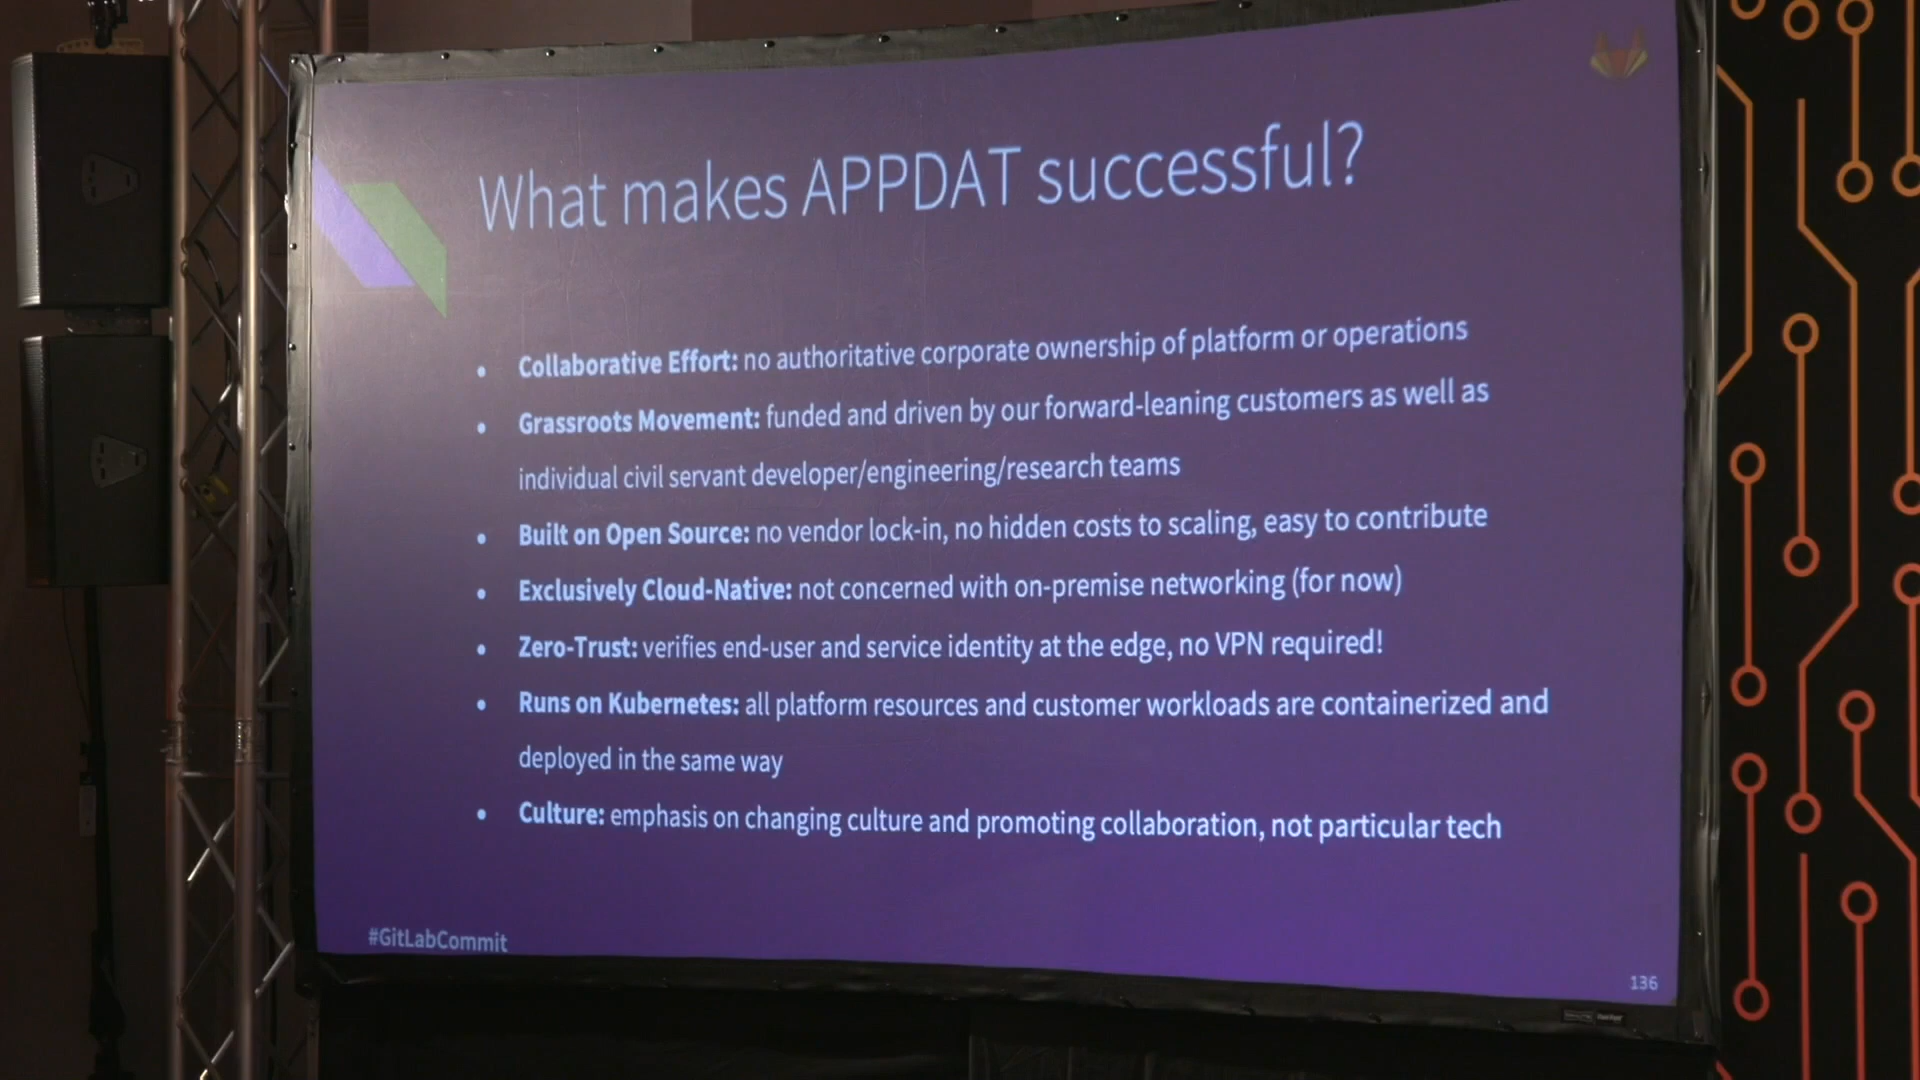 What makes APPDAT successful?
• Collaborative Effort: no authoritative corporate ownership of platform or operations
• Grassroots Movement: funded and driven by our forward-leaning customers as well as
individual civil servant developer/engineering/research teams
• Built on Open Source: no vendor lock-in, no hidden costs to scaling, easy to contribute
• Exclusively Cloud-Native: not concerned with on-premise networking (for now)
• Zero-Trust: verifies end-user and service identity at the edge, no VPN required!
• Runs on Kubernetes: all platform resources and customer workloads are containerized and
deployed in the same way
• Culture: emphasis on changing culture and promoting collaboration, not particular tech
#GitLabCommit
136